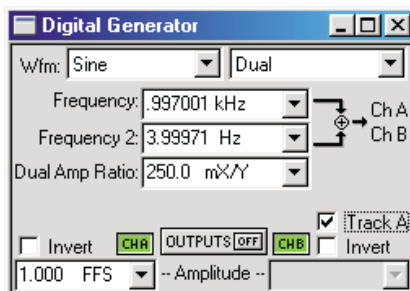 Digital Generator
Wfm: Sine Dual
Frequency: .997001 kHz
Ch A
Frequency 2: 3.99971 Hz
Ch B
Dual Amp Ratio: 250.0 mX/Y
Track A
Invert CHA OUTPUTS OFF CHB Invert
1.000 FFS -- Amplitude --